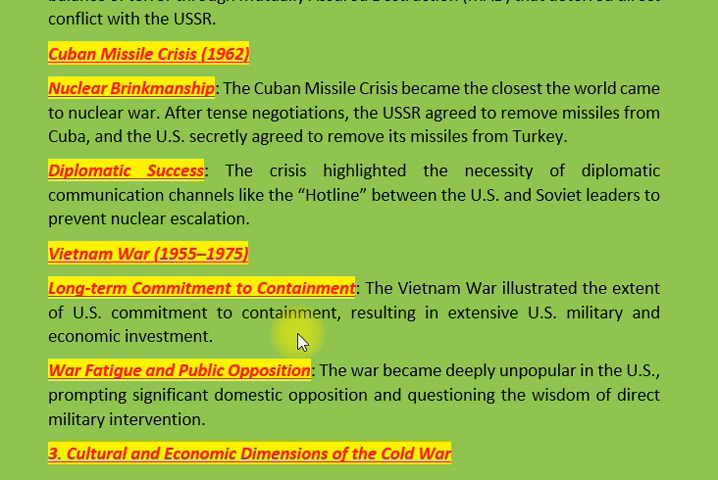 conflict with the USSR.
Cuban Missile Crisis (1962)
Nuclear Brinkmanship: The Cuban Missile Crisis became the closest the world came
to nuclear war. After tense negotiations, the USSR agreed to remove missiles from
Cuba, and the U.S. secretly agreed to remove its missiles from Turkey.
Diplomatic Success: The crisis highlighted the necessity of diplomatic
communication channels like the “Hotline” between the U.S. and Soviet leaders to
prevent nuclear escalation.
Vietnam War (1955–1975)
Long-term Commitment to Containment: The Vietnam War illustrated the extent
of U.S. commitment to containment, resulting in extensive U.S. military and
economic investment.
War Fatigue and Public Opposition: The war became deeply unpopular in the U.S.,
prompting significant domestic opposition and questioning the wisdom of direct
military intervention.
3. Cultural and Economic Dimensions of the Cold War